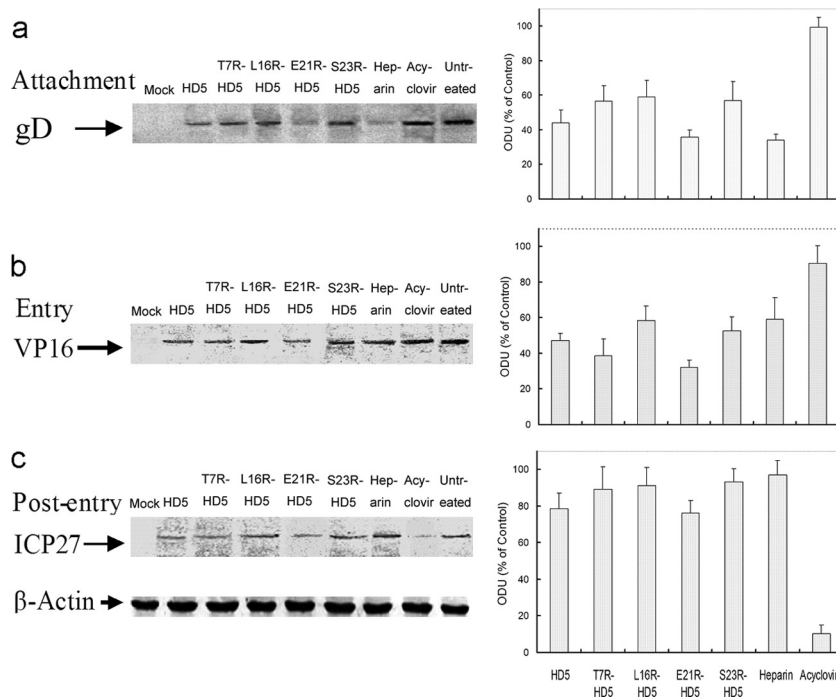 a
Attachment
Mock HD5 T7R- L16R- E21R- S23R- Hep- Acy- Untr-
HD5 HD5 HD5 HD5 arin clovir eated
gD
ODU (% of Control)
100
80
60
40
20
0
b
Entry
Mock HD5 T7R- L16R- E21R- S23R- Hep- Acy- Untr-
HD5 HD5 HD5 HD5 arin clovir eated
VP16
ODU (% of Control)
100
80
60
40
20
0
c
Post-entry
Mock HD5 T7R- L16R- E21R- S23R- Hep- Acy- Untr-
HD5 HD5 HD5 HD5 arin clovir eated
ICP27
β-Actin
ODU (% of Control)
100
80
60
40
20
0
HD5 T7R- L16R- E21R- S23R- Heparin Acyclovir
HD5 HD5 HD5 HD5